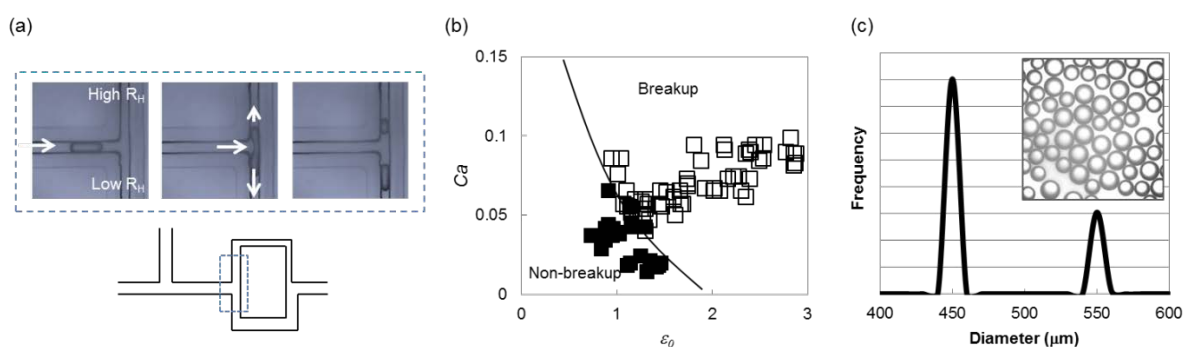 (a)
High R_H
Low R_H
(b)
Ca
0.15
0.1
0.05
0
Breakup
Non-breakup
0 1 2 3
ε_0
(c)
Frequency
400 450 500 550 600
Diameter (μm)